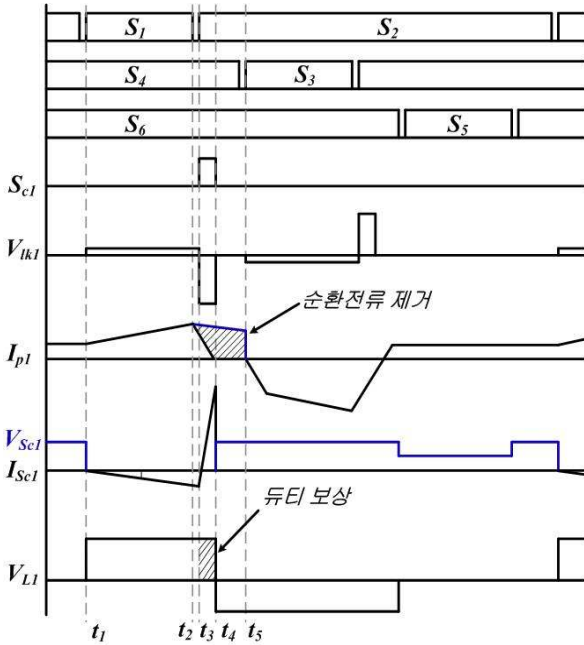 S1 S2
S4 S3
S6 S5
Sc1
Vlk1
순환전류 제거
Ip1
VSc1
ISc1
듀티 보상
VL1
t1 t2 t3 t4 t5